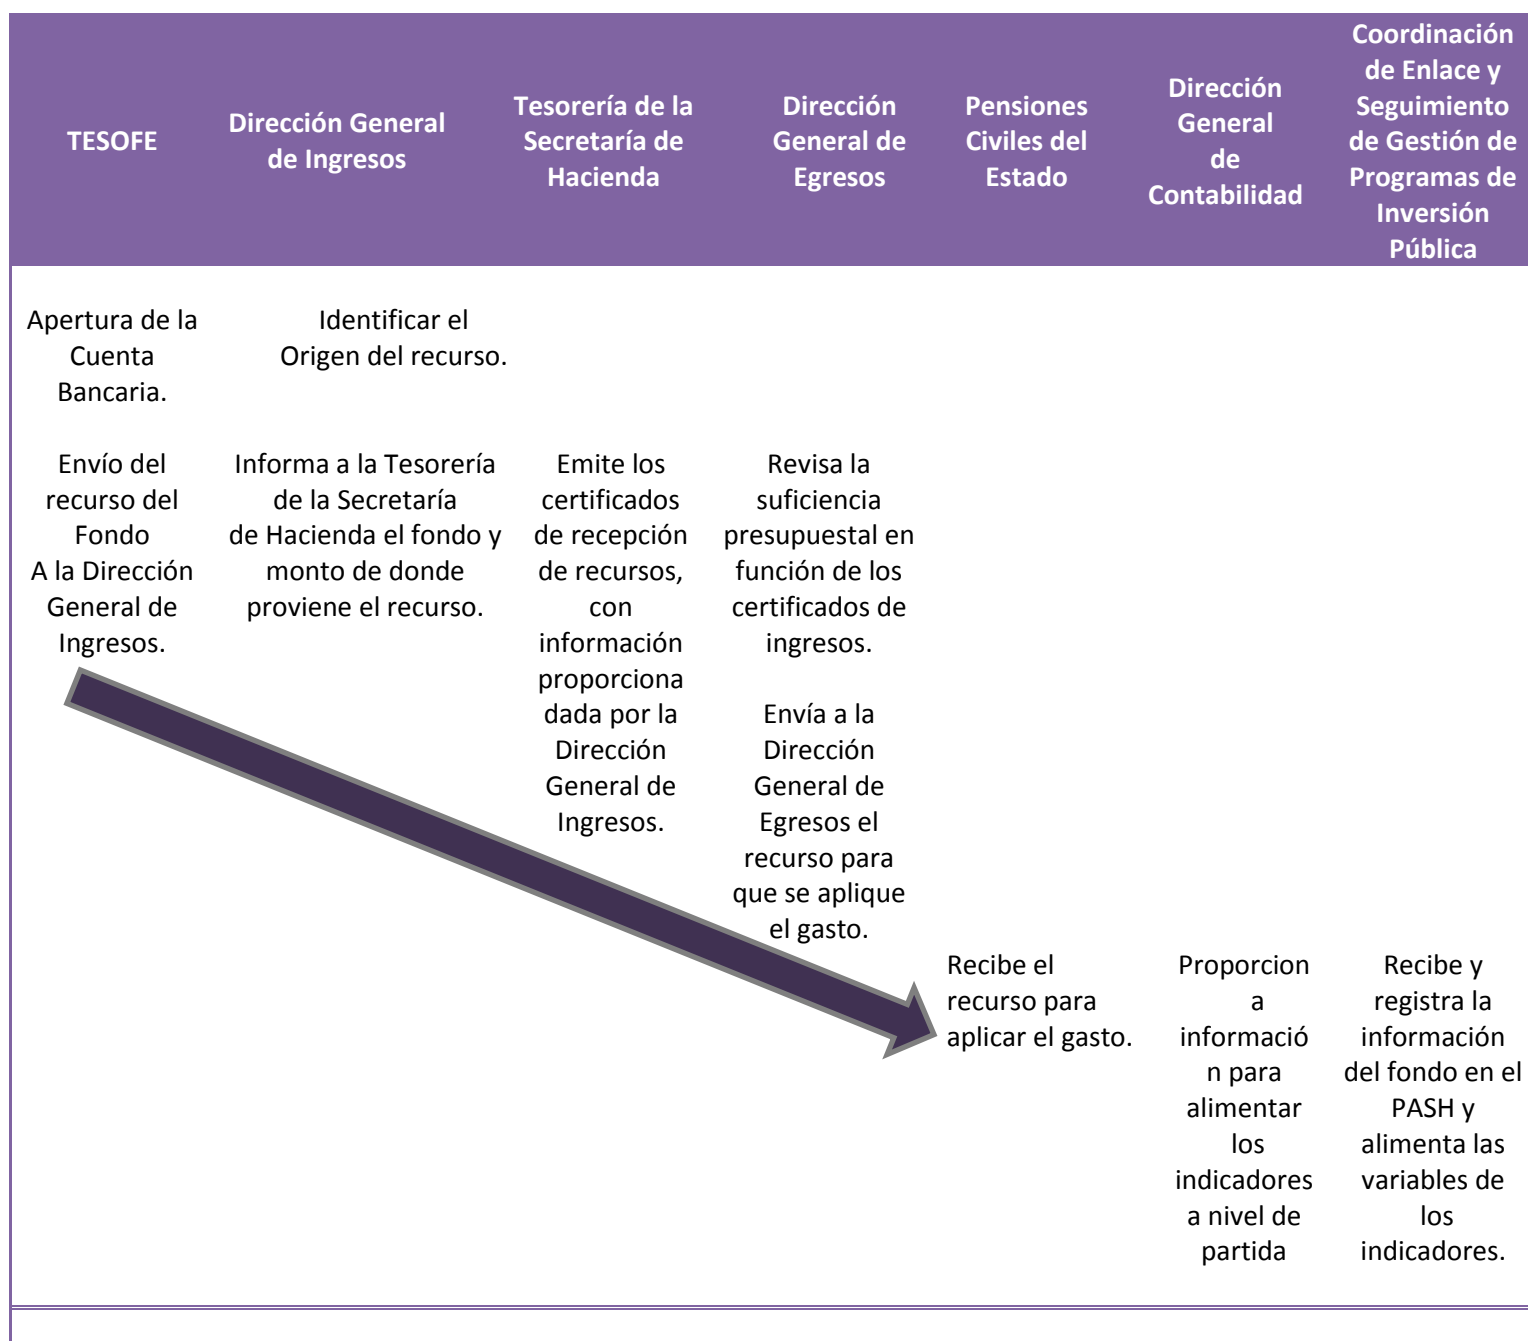 TESOFE
Dirección General
de Ingresos
Tesorería de la
Secretaría de
Hacienda
Dirección
General de
Egresos
Pensiones
Civiles del
Estado
Dirección
General
de
Contabilidad
Coordinación
de Enlace y
Seguimiento
de Gestión de
Programas de
Inversión
Pública
Apertura de la
Cuenta
Bancaria.
Identificar el
Origen del recurso.
Envío del
recurso del
Fondo
A la Dirección
General de
Ingresos.
Informa a la Tesorería
de la Secretaría
de Hacienda el fondo y
monto de donde
proviene el recurso.
Emite los
certificados
de recepción
de recursos,
con
información
proporciona
dada por la
Dirección
General de
Ingresos.
Revisa la
suficiencia
presupuestal en
función de los
certificados de
ingresos.
Envía a la
Dirección
General de
Egresos el
recurso para
que se aplique
el gasto.
Recibe el
recurso para
aplicar el gasto.
Proporcion
a
informació
n para
alimentar
los
indicadores
a nivel de
partida
Recibe y
registra la
información
del fondo en el
PASH y
alimenta las
variables de
los
indicadores.